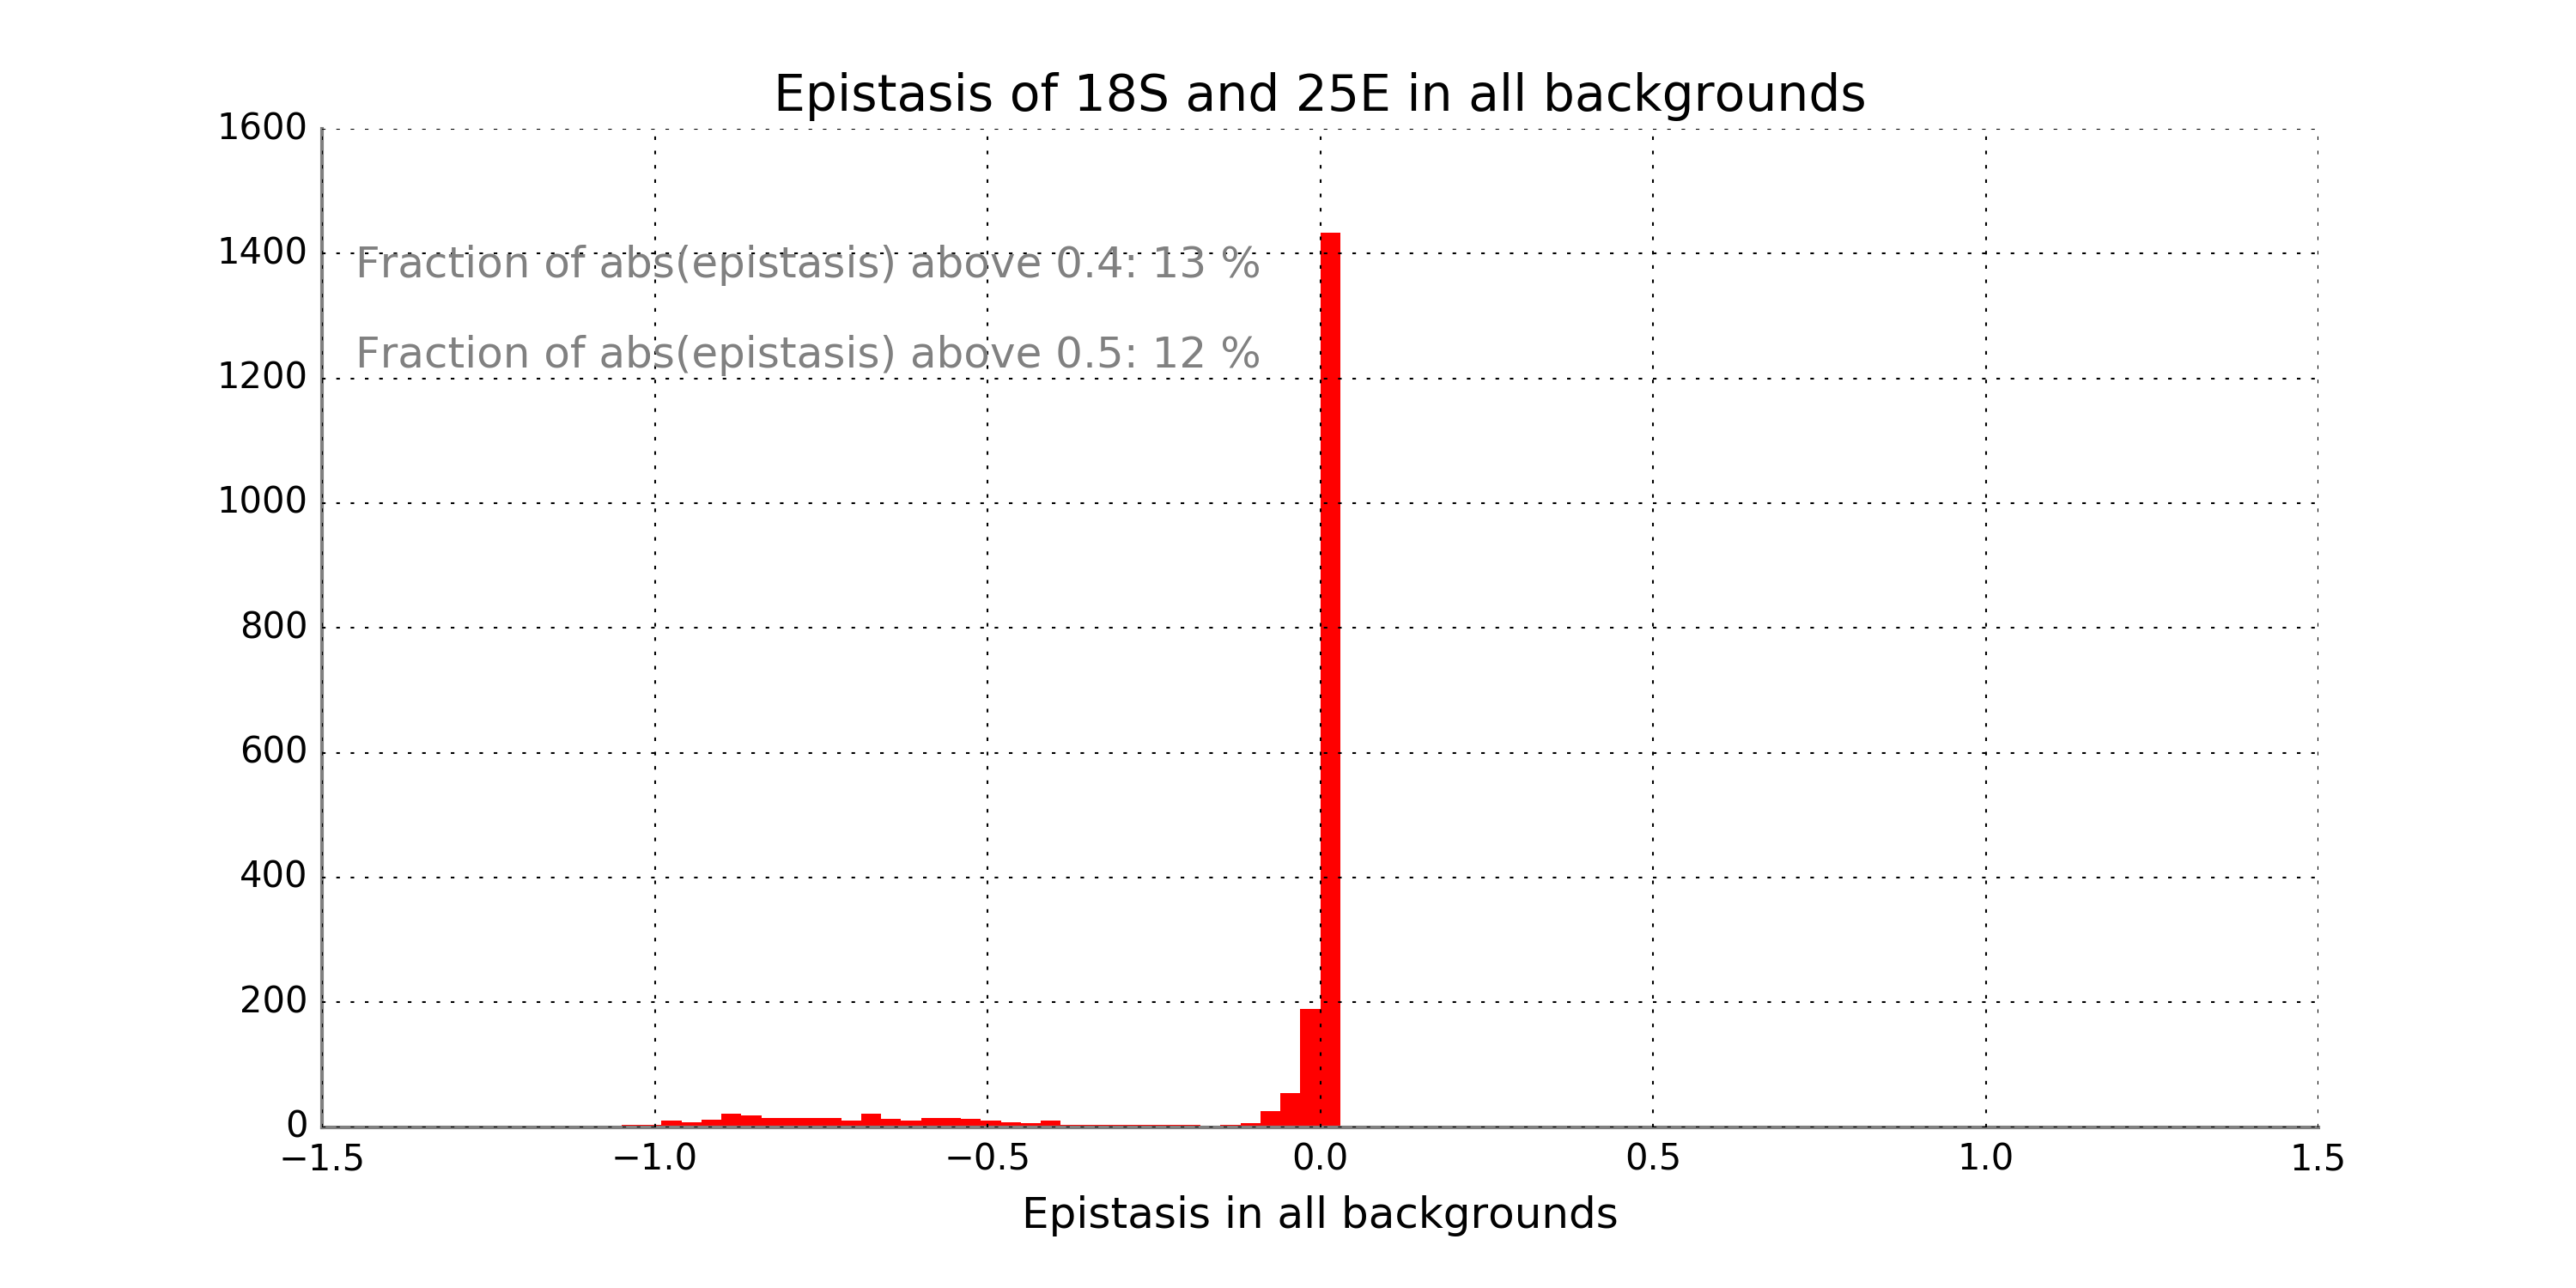 Epistasis of 18S and 25E in all backgrounds
1600
1400
Fraction of abs(epistasis) above 0.4: 13 %
Fraction of abs(epistasis) above 0.5: 12 %
1200
1000
800
600
400
200
0
−1.5 −1.0 −0.5 0.0 0.5 1.0 1.5
Epistasis in all backgrounds